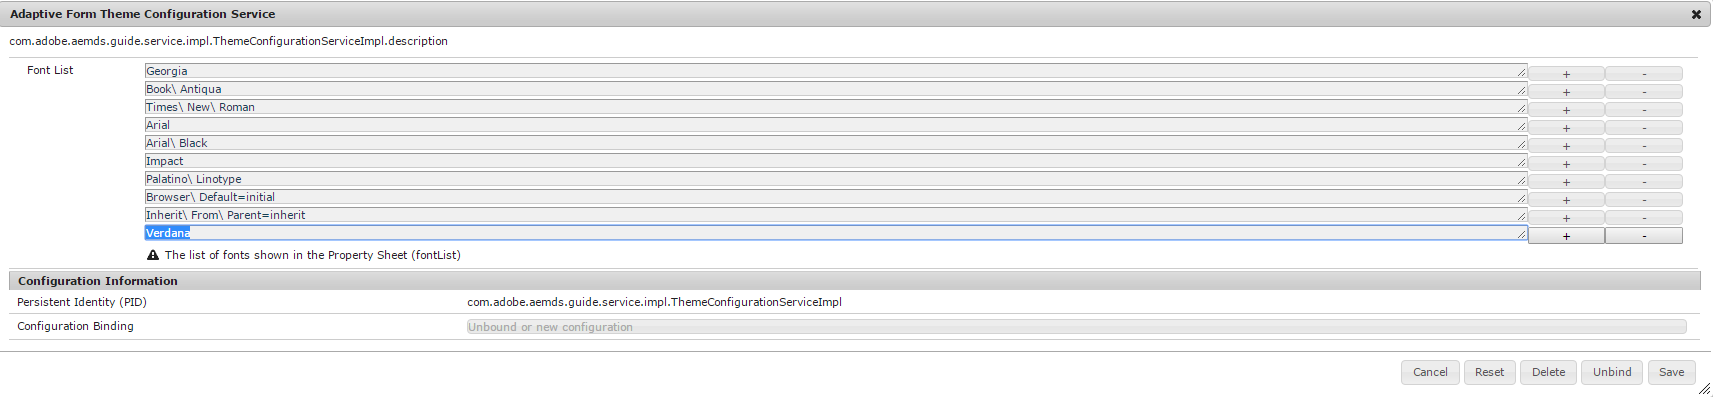 Adaptive Form Theme Configuration Service
com.adobe.aemds.guide.service.impl.ThemeConfigurationServiceImpl.description
Font List
Georgia + -
Book\ Antiqua + -
Times\ New\ Roman + -
Arial + -
Arial\ Black + -
Impact + -
Palatino\ Linotype + -
Browser\ Default=initial + -
Inherit\ From\ Parent=inherit + -
Verdana + -
The list of fonts shown in the Property Sheet (fontList)
Configuration Information
Persistent Identity (PID) com.adobe.aemds.guide.service.impl.ThemeConfigurationServiceImpl
Configuration Binding Unbound or new configuration
Cancel Reset Delete Unbind Save